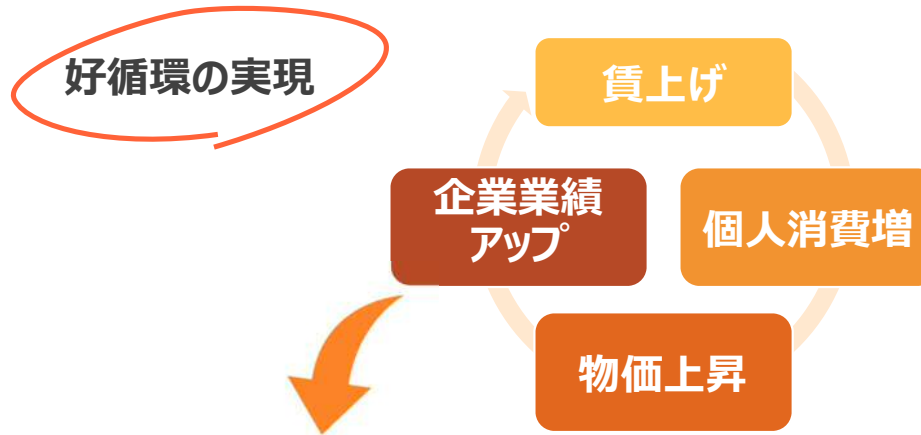 好循環の実現
賃上げ
企業業績
アップ
個人消費増
物価上昇